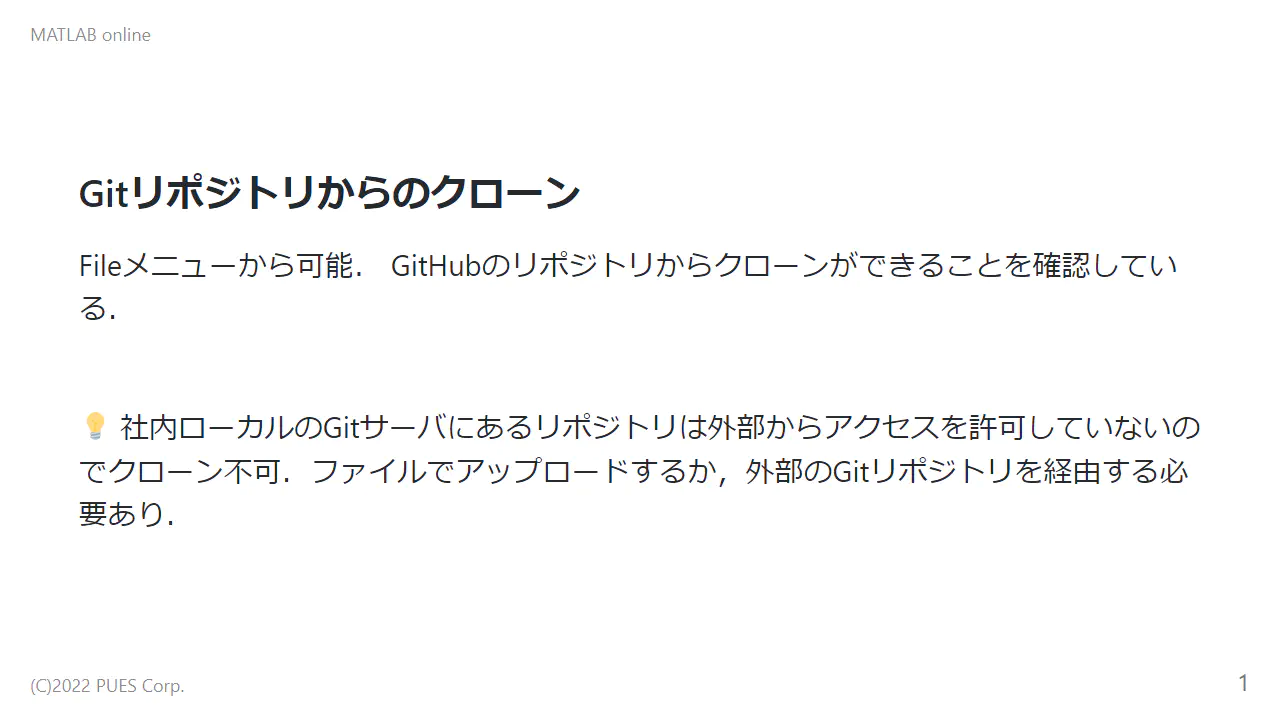 MATLAB online
Gitリポジトリからのクローン
Fileメニューから可能． GitHubのリポジトリからクローンができることを確認してい
る．
💡 社内ローカルのGitサーバにあるリポジトリは外部からアクセスを許可していないの
でクローン不可．ファイルでアップロードするか，外部のGitリポジトリを経由する必
要あり．
(C)2022 PUES Corp.
1